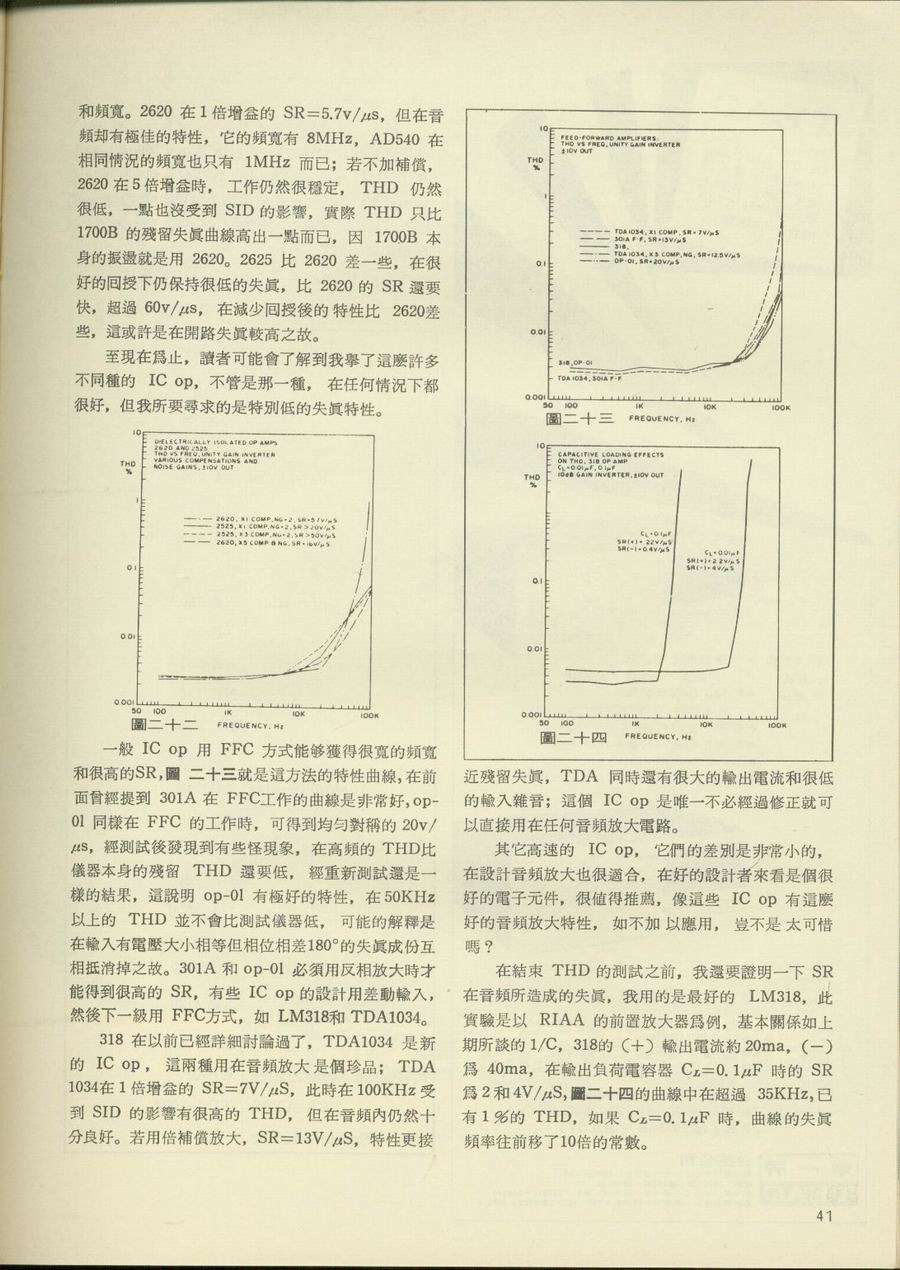 和頻寬。2620 在1倍增益的 SR=5.7v/μs，但在音
頻却有極佳的特性，它的頻寬有 8MHz，AD540 在
相同情況的頻寬也只有 1MHz 而已；若不加補償，
2620 在5倍增益時， 工作仍然很穩定， THD 仍然
很低，一點也沒受到 SID 的影響，實際 THD 只比
1700B 的殘留失眞曲線高出一點而已，因 1700B 本
身的振盪就是用 2620。2625 比 2620 差一些，在很
好的囘授下仍保持很低的失眞，比 2620 的 SR 還要
快，超過 60v/μs， 在減少囘授後的特性比 2620差
些，這或許是在開路失眞較高之故。
至現在爲止，讀者可能會了解到我擧了這麽許多
不同種的 IC op，不管是那一種， 在任何情況下都
很好，但我所要尋求的是特別低的失眞特性。
10
DIELECTRICALLY ISOLATED OP AMPS
2620 AND 2525
THD VS FREQ, UNITY GAIN INVERTER
VARIOUS COMPENSATIONS AND
NOISE GAINS, ±10V OUT
THD
%
1
2620, X1 COMP, NG=2, SR=5.7V/μS
2525, X1 COMP, NG=2, SR>20V/μS
2525, X3 COMP, NG=2, SR>50V/μS
2620, X5 COMP & NG, SR=16V/μS
0.1
0.01
0.001
50 100 1K 10K 100K
圖二十二 FREQUENCY, Hz
一般 IC op 用 FFC 方式能够獲得很寬的頻寬
和很高的SR，圖 二十三就是這方法的特性曲線，在前
面曾經提到 301A 在 FFC工作的曲線是非常好，op-
01 同樣在 FFC 的工作時，可得到均勻對稱的 20v/
μs，經測試後發現到有些怪現象，在高頻的 THD比
儀器本身的殘留 THD 還要低， 經重新測試還是一
樣的結果，這說明 op-01 有極好的特性，在50KHz
以上的 THD 並不會比測試儀器低， 可能的解釋是
在輸入有電壓大小相等但相位相差180°的失眞成份互
相抵消掉之故。301A 和 op-01 必須用反相放大時才
能得到很高的 SR，有些 IC op 的設計用差動輸入，
然後下一級用 FFC方式，如 LM318和 TDA1034。
318 在以前已經詳細討論過了，TDA1034 是新
的 IC op， 這兩種用在音頻放大是個珍品； TDA
1034在1倍增益的 SR=7V/μS，此時在100KHz 受
到 SID 的影響有很高的 THD， 但在音頻內仍然十
分良好。若用倍補償放大，SR=13V/μS，特性更接
10
FEED-FORWARD AMPLIFIERS:
THD VS FREQ, UNITY GAIN INVERTER
±10V OUT
THD
%
1
TDA 1034, X1 COMP, SR=7V/μS
301A F-F, SR=13V/μS
318,
TDA 1034, X3 COMP, NG, SR=12.5V/μS
OP-01, SR=20V/μS
0.1
0.01
318, OP-01
TDA 1034, 301A F-F
0.001
50 100 1K 10K 100K
圖二十三 FREQUENCY, Hz
10
CAPACITIVE LOADING EFFECTS
ON THD, 318 OP AMP
CL=0.01μF, 0.1μF
10dB GAIN INVERTER, ±10V OUT
THD
%
CL=0.1μF
SR(+)= 22V/μS
SR(-)=0.4V/μS
CL=0.01μF
SR(+)=2.2V/μS
SR(-)=4V/μS
0.1
0.01
0.001
50 100 1K 10K 100K
圖二十四 FREQUENCY, Hz
近殘留失眞，TDA 同時還有很大的輸出電流和很低
的輸入雜音；這個 IC op 是唯一不必經過修正就可
以直接用在任何音頻放大電路。
其它高速的 IC op， 它們的差別是非常小的，
在設計音頻放大也很適合，在好的設計者來看是個很
好的電子元件， 很値得推薦，像這些 IC op 有這麽
好的音頻放大特性， 如不加以應用， 豈不是太可惜
嗎？
在結束 THD 的測試之前，我還要證明一下 SR
在音頻所造成的失眞，我用的是最好的 LM318，此
實驗是以 RIAA 的前置放大器爲例，基本關係如上
期所談的 1/C，318的（＋）輸出電流約20ma，（－）
爲 40ma，在輸出負荷電容器 CL=0.1μF 時的 SR
爲2和4V/μS，圖二十四的曲線中在超過 35KHz，已
有1％的 THD，如果 CL=0.1μF 時，曲線的失眞
頻率往前移了10倍的常數。
41